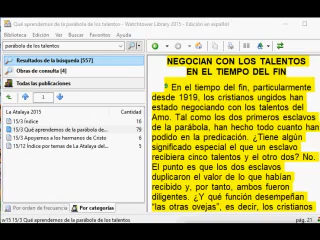 Qué aprendemos de la parábola de los talentos - Watchtower Library 2015 - Edición en español
Biblioteca Edición Ver Buscar Herramientas Ventana Ayuda
parábola de los talentos
Resultados de la búsqueda [557]
Obras de consulta [4]
Todas las publicaciones
La Atalaya
La Atalaya 2015 Cantidad
15/3 Índice 16
15/3 Qué aprendemos de la parábola de... 79
15/3 Apoyemos a los hermanos de Cristo 6
15/12 Índice por temas de La Atalaya de... 5
Por orden de frecuencia
Por categorías
w15 15/3 Qué aprendemos de la parábola de los talentos
pág. 21
NEGOCIAN CON LOS TALENTOS
EN EL TIEMPO DEL FIN
En el tiempo del fin, particularmente
desde 1919, los cristianos ungidos han
estado negociando con los talentos del
Amo. Tal como los dos primeros esclavos
de la parábola, han hecho todo cuanto han
podido en la predicación. ¿Tiene algún
significado especial el que un esclavo
recibiera cinco talentos y el otro dos? No.
El punto es que los dos esclavos
duplicaron el valor de lo que habían
recibido y, por tanto, ambos fueron
diligentes. ¿Y qué función desempeñan
“las otras ovejas”, es decir, los cristianos